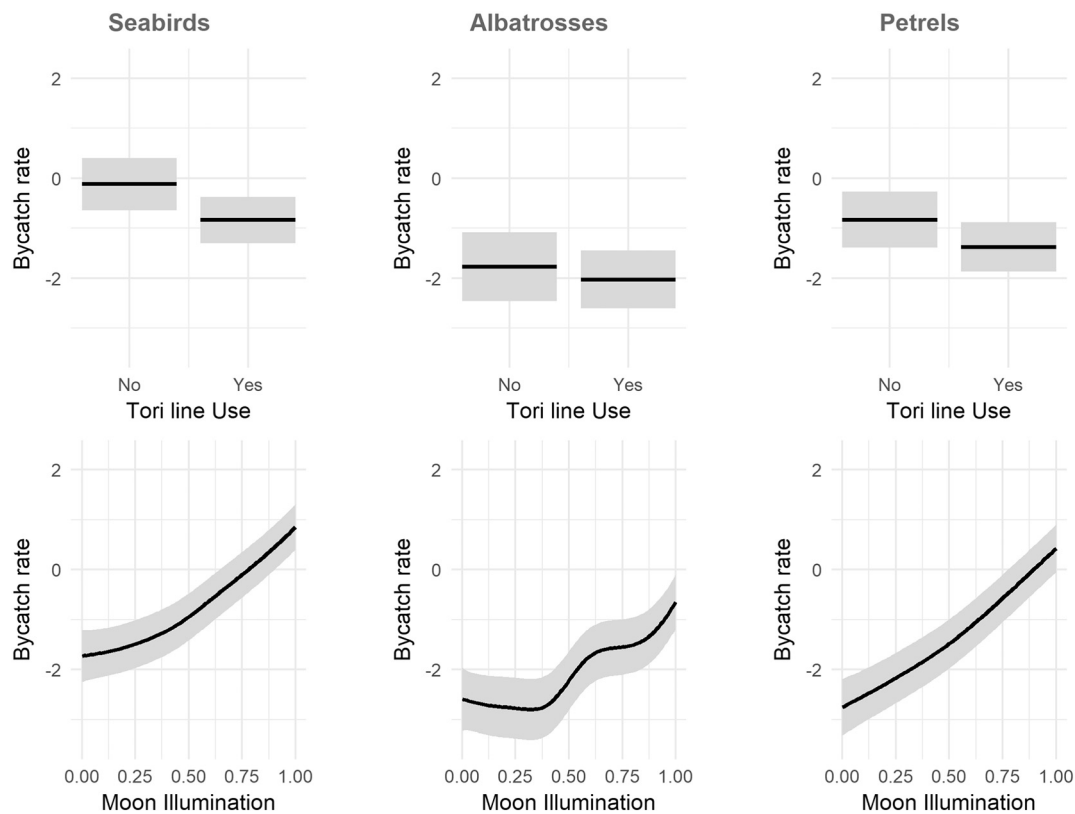 Seabirds
Albatrosses
Petrels
2
0
-2
Bycatch rate
No Yes
Tori line Use
2
0
-2
Bycatch rate
No Yes
Tori line Use
2
0
-2
Bycatch rate
No Yes
Tori line Use
2
0
-2
Bycatch rate
0.00 0.25 0.50 0.75 1.00
Moon Illumination
2
0
-2
Bycatch rate
0.00 0.25 0.50 0.75 1.00
Moon Illumination
2
0
-2
Bycatch rate
0.00 0.25 0.50 0.75 1.00
Moon Illumination